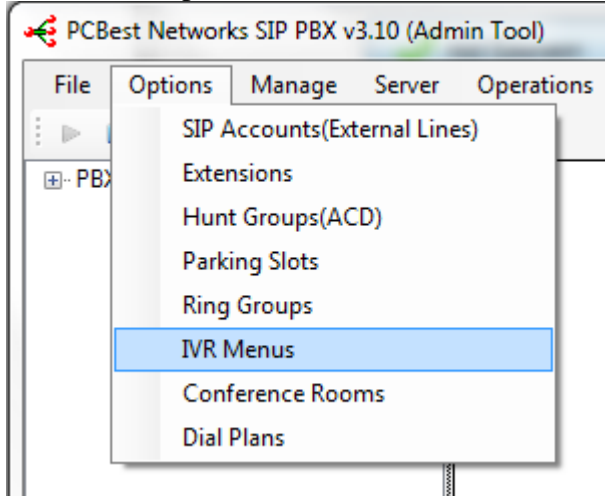 PCBest Networks SIP PBX v3.10 (Admin Tool)
File Options Manage Server Operations
SIP Accounts(External Lines)
PBX
Extensions
Hunt Groups(ACD)
Parking Slots
Ring Groups
IVR Menus
Conference Rooms
Dial Plans